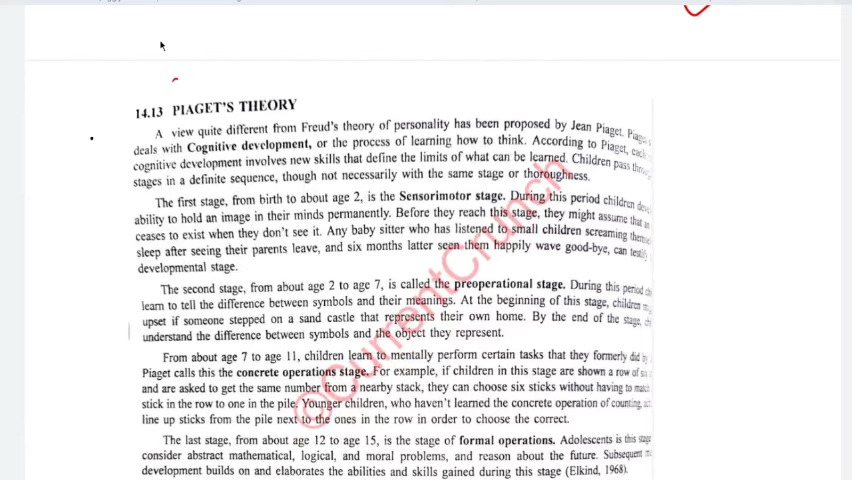 14.13 PIAGET'S THEORY
A view quite different from Freud's theory of personality has been proposed by Jean Piaget. Piaget's
deals with Cognitive development, or the process of learning how to think. According to Piaget, each
cognitive development involves new skills that define the limits of what can be learned. Children pass
stages in a definite sequence, though not necessarily with the same stage or thoroughness.
The first stage, from birth to about age 2, is the Sensorimotor stage. During this period children
ability to hold an image in their minds permanently. Before they reach this stage, they might assume that
ceases to exist when they don't see it. Any baby sitter who has listened to small children screaming
sleep after seeing their parents leave, and six months latter seen them happily wave good-bye, can
developmental stage.
The second stage, from about age 2 to age 7, is called the preoperational stage. During this period
learn to tell the difference between symbols and their meanings. At the beginning of this stage, children
upset if someone stepped on a sand castle that represents their own home. By the end of the stage,
understand the difference between symbols and the object they represent.
From about age 7 to age 11, children learn to mentally perform certain tasks that they formerly did
Piaget calls this the concrete operations stage. For example, if children in this stage are shown a row of
and are asked to get the same number from a nearby stack, they can choose six sticks without having to match
stick in the row to one in the pile. Younger children, who haven't learned the concrete operation of counting,
line up sticks from the pile next to the ones in the row in order to choose the correct.
The last stage, from about age 12 to age 15, is the stage of formal operations. Adolescents is this stage
consider abstract mathematical, logical, and moral problems, and reason about the future. Subsequent
development builds on and elaborates the abilities and skills gained during this stage (Elkind, 1968).
©CurrentCrunch